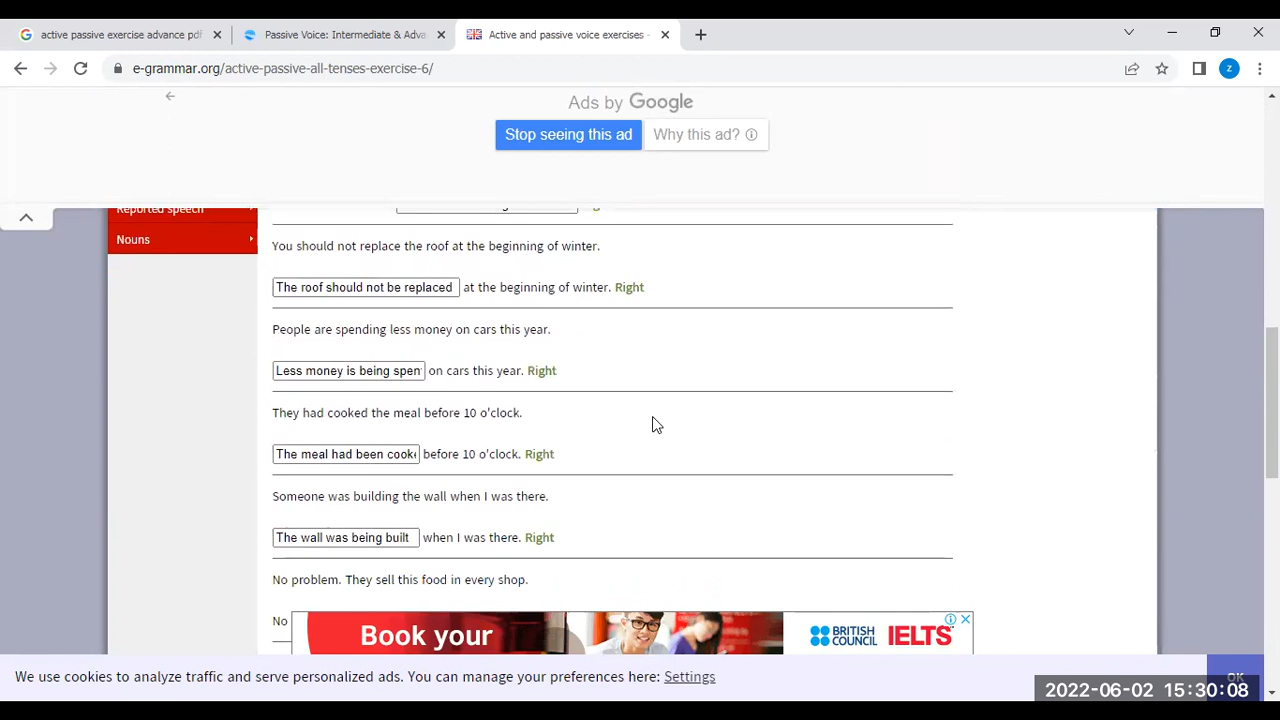 active passive exercise advance pdf
Passive Voice: Intermediate & Adva
Active and passive voice exercises -
e-grammar.org/active-passive-all-tenses-exercise-6/
z
Ads by Google
Stop seeing this ad
Why this ad?
Reported speech
Nouns
You should not replace the roof at the beginning of winter.
The roof should not be replaced at the beginning of winter. Right
People are spending less money on cars this year.
Less money is being spen on cars this year. Right
They had cooked the meal before 10 o'clock.
The meal had been cooke before 10 o'clock. Right
Someone was building the wall when I was there.
The wall was being built when I was there. Right
No problem. They sell this food in every shop.
No
Book your
BRITISH COUNCIL IELTS
We use cookies to analyze traffic and serve personalized ads. You can manage your preferences here: Settings
OK
2022-06-02 15:30:08